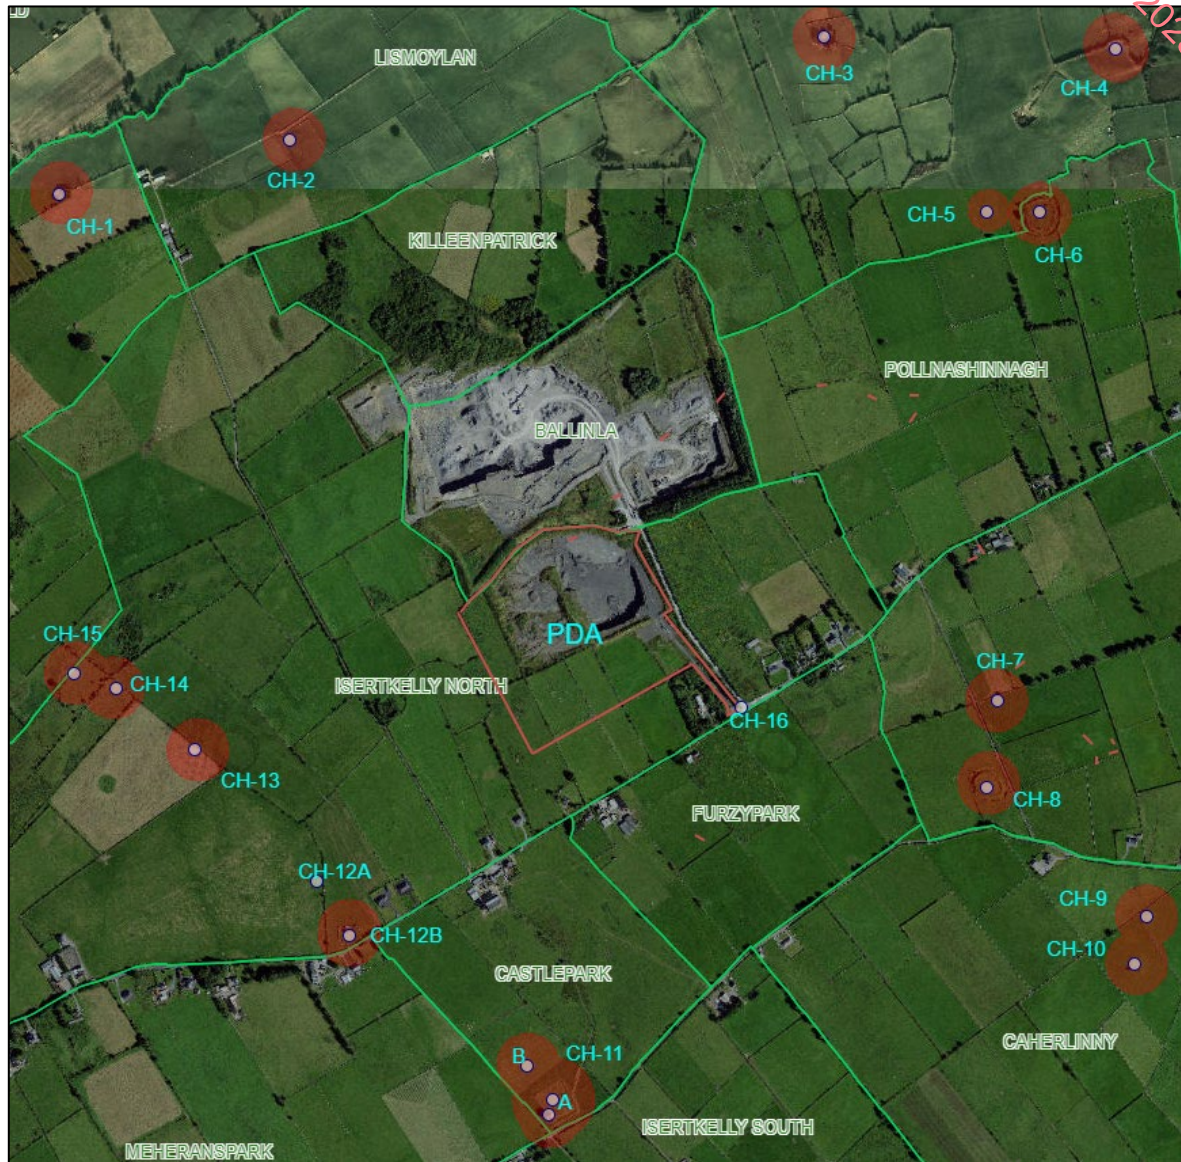 LD
202
LISMOYLAN
CH-3
CH-4
CH-2
CH-1
CH-5
CH-6
KILLEENPATRICK
POLLNASHINNAGH
BALLINLA
PDA
CH-15
CH-14
ISERTKELLY NORTH
CH-7
CH-16
CH-13
CH-8
FURZYPARK
CH-12A
CH-9
CH-12B
CH-10
CASTLEPARK
CAHERLINNY
B
CH-11
A
ISERTKELLY SOUTH
MEHERANSPARK